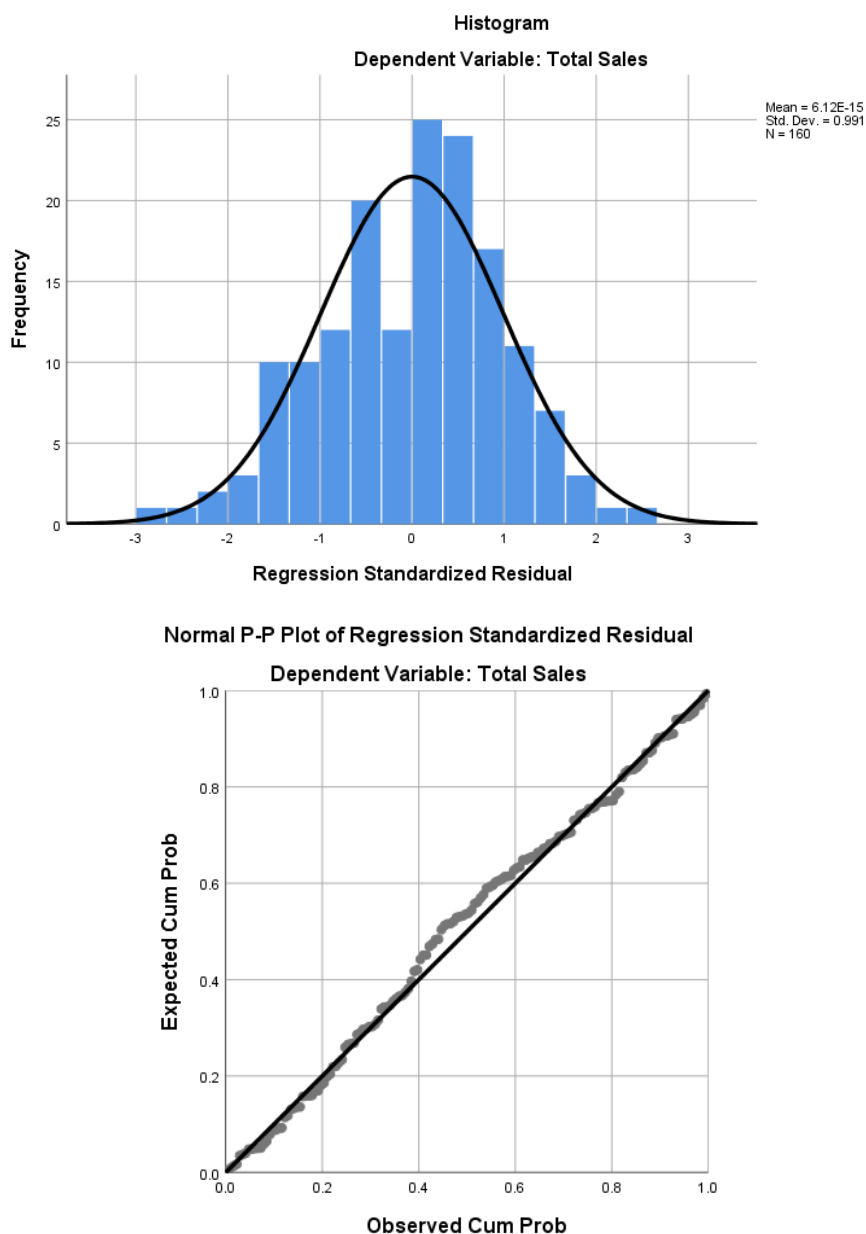 Histogram
Dependent Variable: Total Sales
Mean = 6.12E-15
Std. Dev. = 0.991
N = 160
25
20
15
10
5
0
Frequency
-3 -2 -1 0 1 2 3
Regression Standardized Residual
Normal P-P Plot of Regression Standardized Residual
Dependent Variable: Total Sales
1.0
0.8
0.6
0.4
0.2
0.0
Expected Cum Prob
0.0 0.2 0.4 0.6 0.8 1.0
Observed Cum Prob